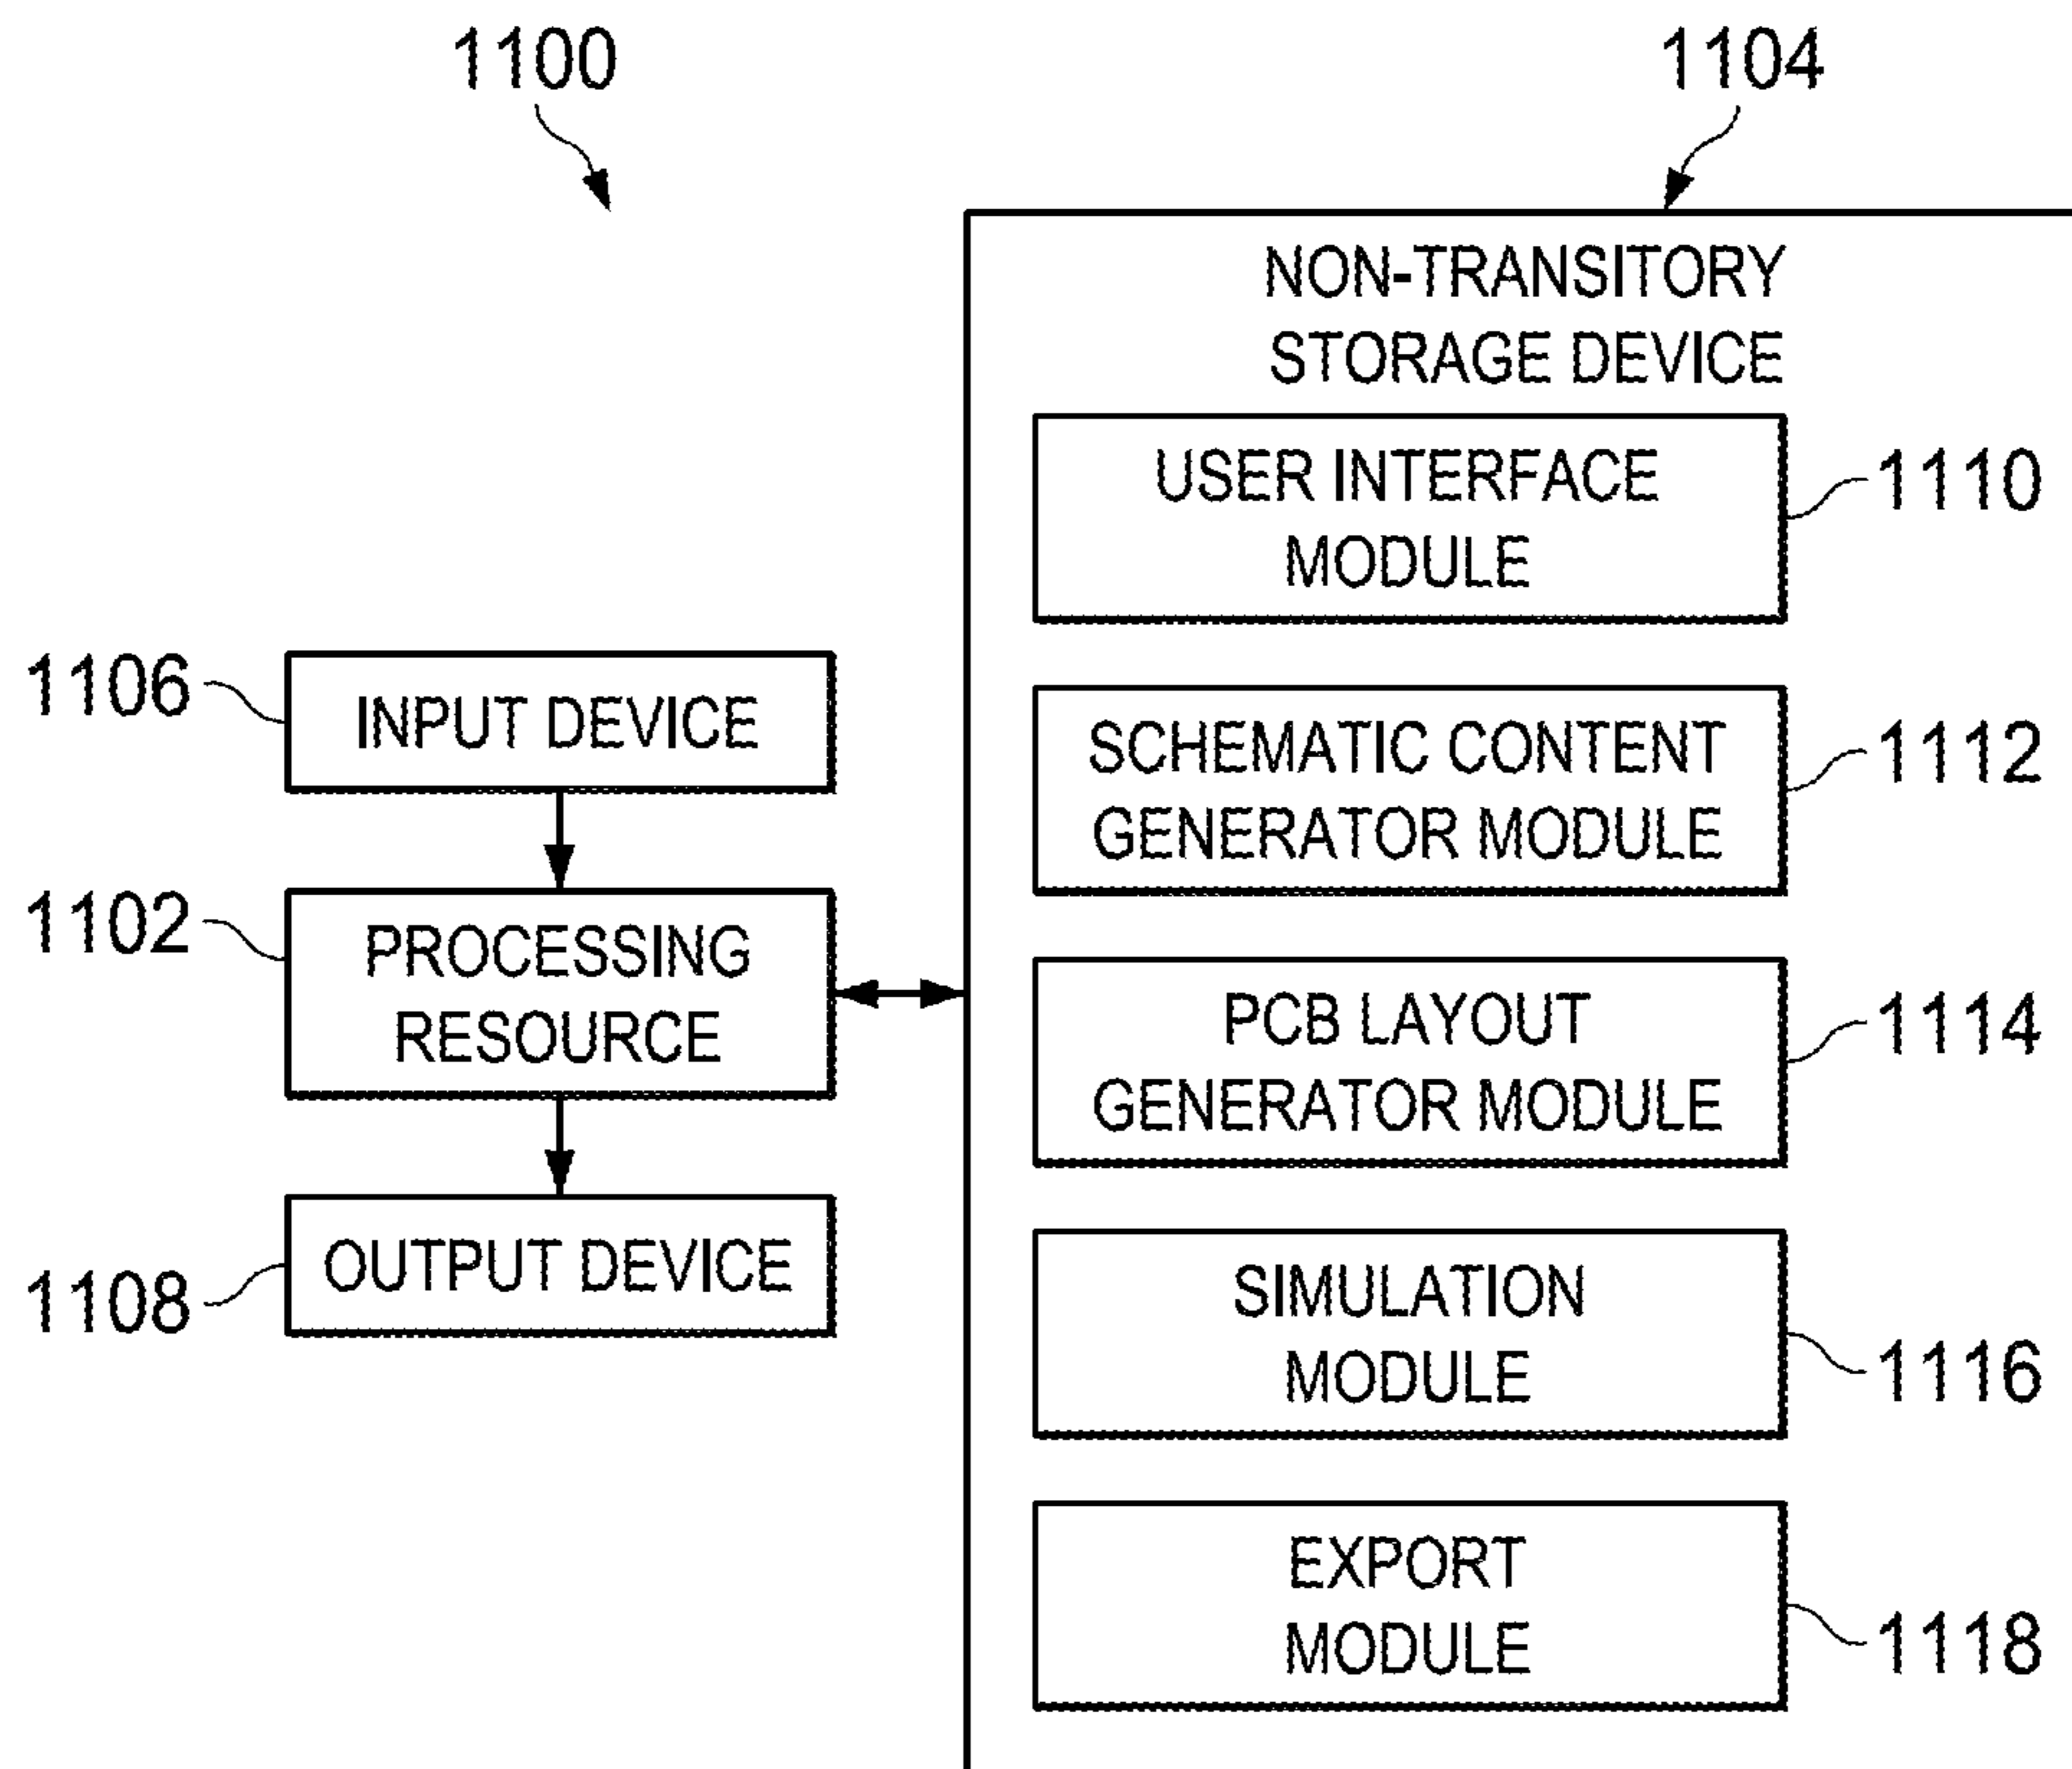 1100
1104
NON-TRANSITORY
STORAGE DEVICE
USER INTERFACE
MODULE
1110
1106
INPUT DEVICE
SCHEMATIC CONTENT
GENERATOR MODULE
1112
1102
PROCESSING
RESOURCE
PCB LAYOUT
GENERATOR MODULE
1114
OUTPUT DEVICE
1108
SIMULATION
MODULE
1116
EXPORT
MODULE
1118